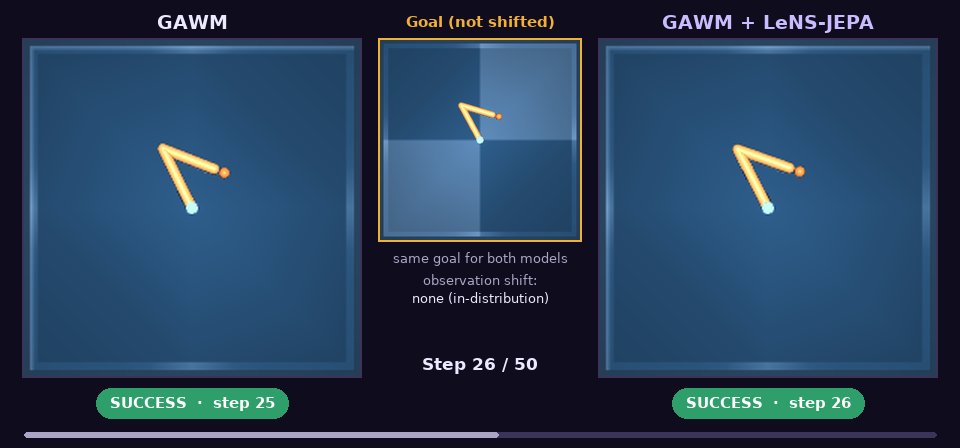 GAWM
Goal (not shifted)
GAWM + LeNS-JEPA
same goal for both models
observation shift:
none (in-distribution)
Step 26 / 50
SUCCESS · step 25
SUCCESS · step 26